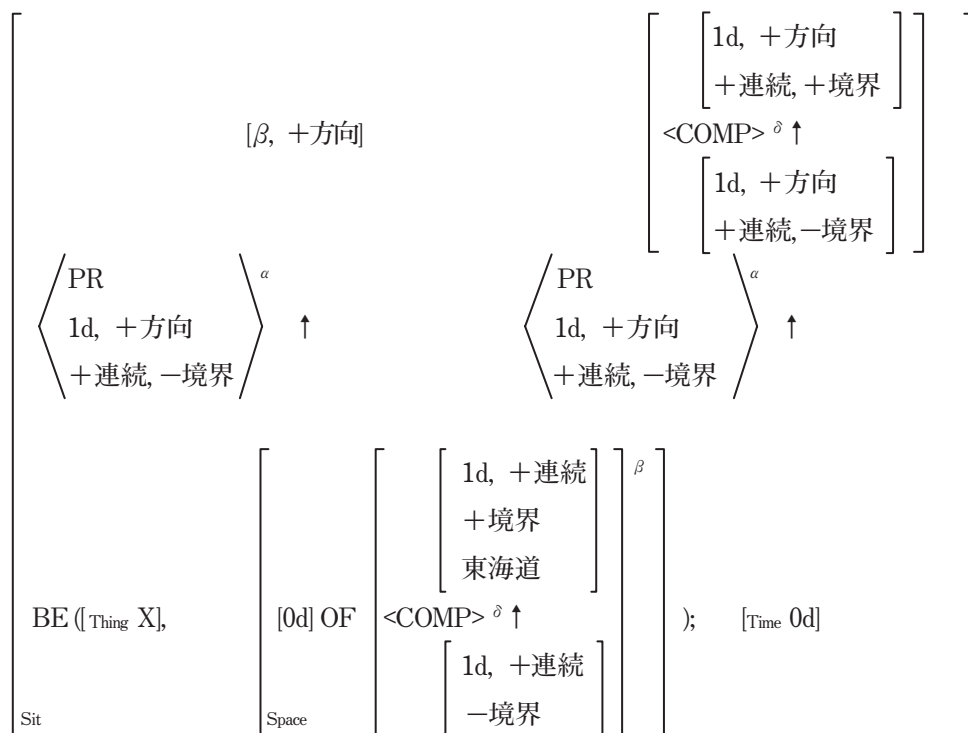 1d, +方向
+連続, +境界
[β, +方向]
<COMP> δ ↑
1d, +方向
+連続, −境界
PR
1d, +方向
+連続, −境界
α
↑
PR
1d, +方向
+連続, −境界
α
↑
1d, +連続
+境界
東海道
β
BE ([Thing X], [0d] OF <COMP> δ ↑ ); [Time 0d]
1d, +連続
−境界
Sit
Space